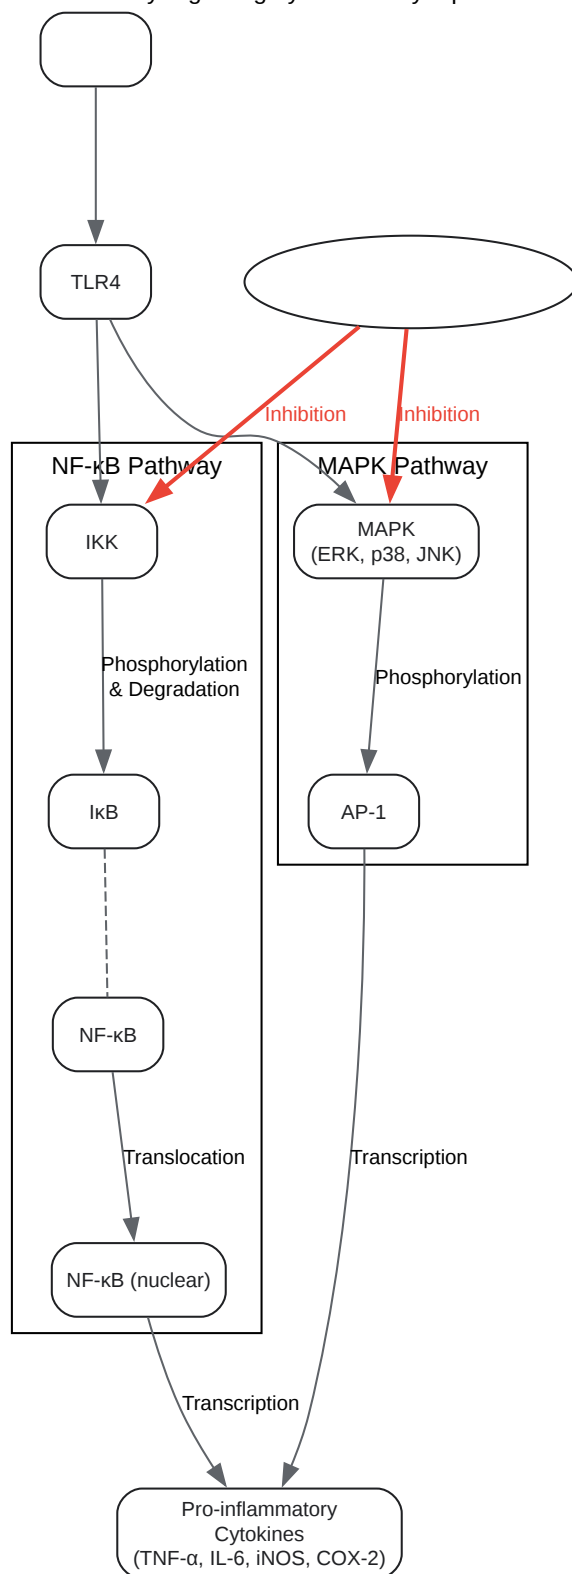 TLR4
Inhibition
Inhibition
NF-κB Pathway
MAPK Pathway
IKK
MAPK
(ERK, p38, JNK)
Phosphorylation
& Degradation
Phosphorylation
IκB
AP-1
NF-κB
Translocation
Transcription
NF-κB (nuclear)
Transcription
Pro-inflammatory
Cytokines
(TNF-α, IL-6, iNOS, COX-2)